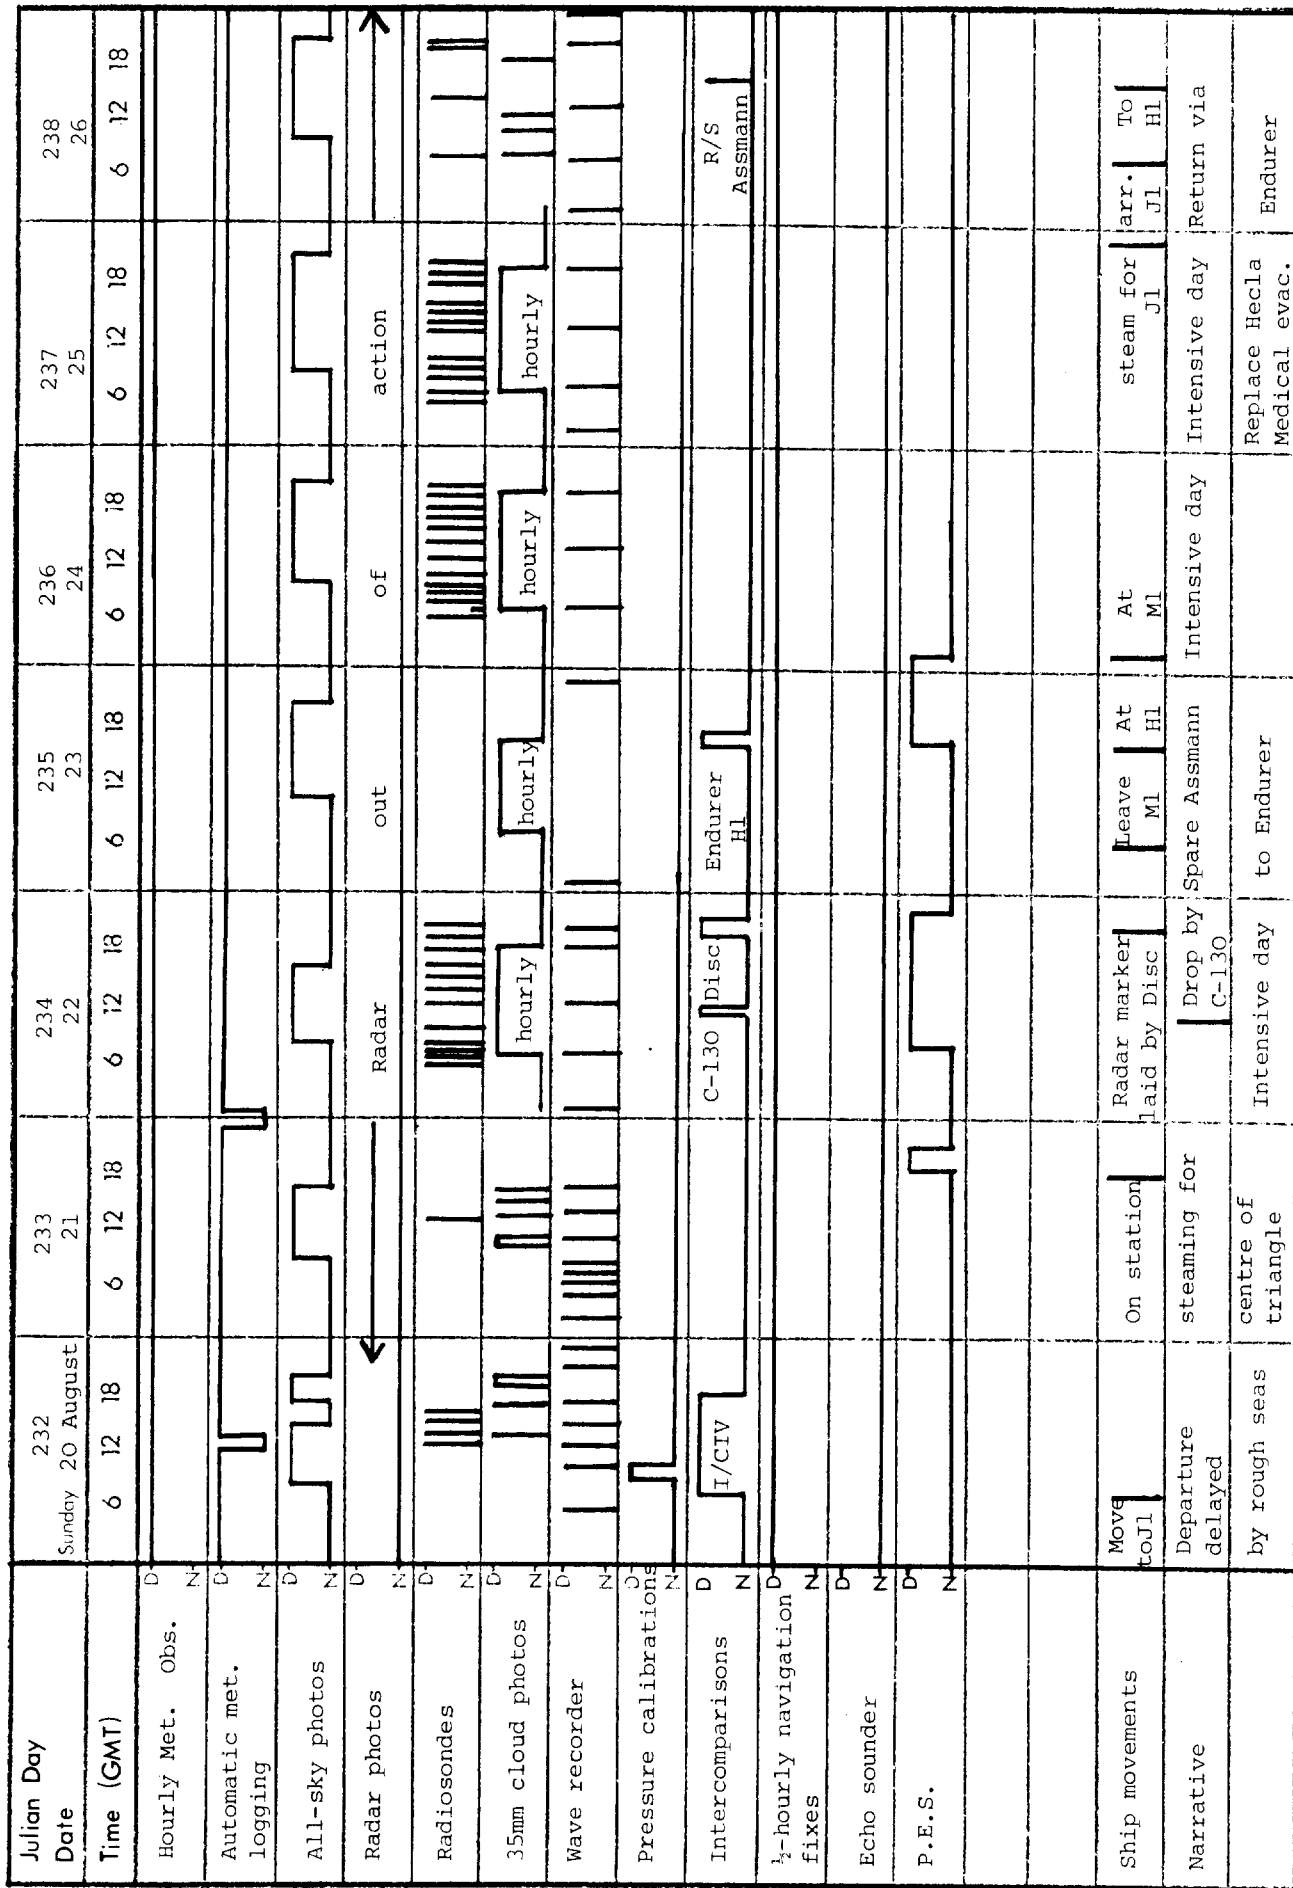 Julian Day 232 233 234 235 236 237 238
Date Sunday 20 August 21 22 23 24 25 26
Time (GMT) 6 12 18 6 12 18 6 12 18 6 12 18 6 12 18 6 12 18 6 12 18
Hourly Met. Obs. D N
Automatic met. logging D N
All-sky photos D N
Radar photos D N Radar out of action
Radiosondes D N
35mm cloud photos D N hourly hourly hourly hourly
Wave recorder D N
Pressure calibrations D N
Intercomparisons D N I/CIV C-130 Disc Endurer H1 R/S Assmann
½-hourly navigation fixes D N
Echo sounder D N
P.E.S. D N
Ship movements
Move toJ1
On station
Radar marker laid by Disc
Leave M1
At H1
At M1
steam for J1
arr. J1
To H1
Narrative
Departure delayed
steaming for
Drop by C-130
Spare Assmann
Intensive day
Intensive day
Return via
by rough seas
centre of triangle
Intensive day
to Endurer
Replace Hecla Medical evac.
Endurer